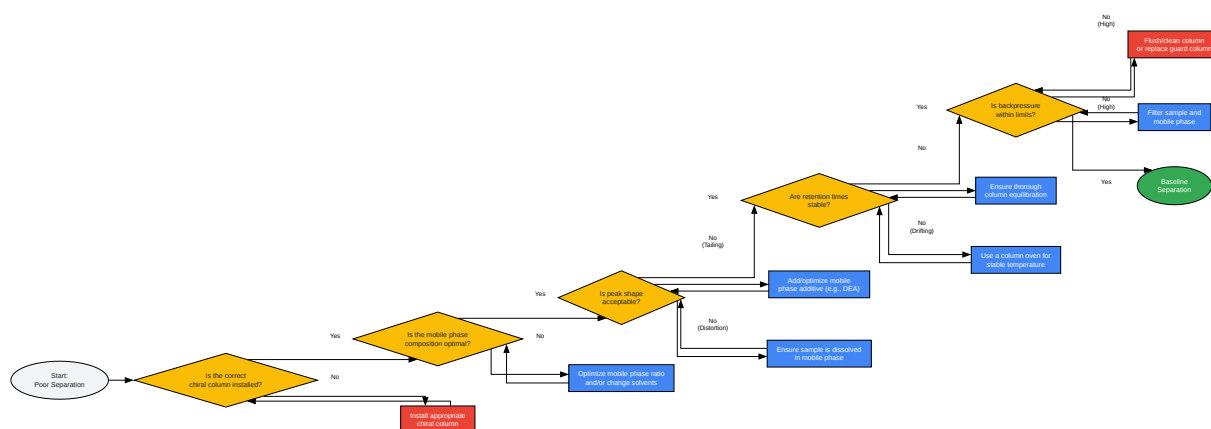 No
(High)
Flush/clean column
or replace guard column
Is backpressure
within limits?
Yes
No
(High)
Filter sample and
mobile phase
No
Yes
Baseline
Separation
Are retention times
stable?
Yes
Ensure thorough
column equilibration
No
(Drifting)
No
(Tailing)
Use a column oven for
stable temperature
Is peak shape
acceptable?
Yes
Add/optimize mobile
phase additive (e.g., DEA)
No
(Distortion)
Ensure sample is dissolved
in mobile phase
Is the mobile phase
composition optimal?
Yes
No
Optimize mobile phase ratio
and/or change solvents
Start:
Poor Separation
Is the correct
chiral column installed?
No
Install appropriate
chiral column